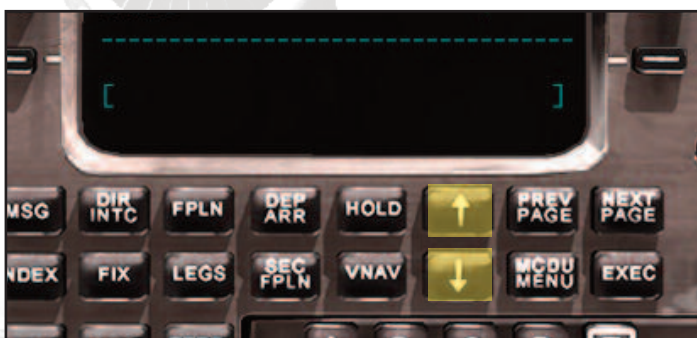 [ ]
MSG DIR INTC FPLN DEP ARR HOLD ↑ PREV PAGE NEXT PAGE
NDEX FIX LEGS SEC FPLN VNAV ↓ MCDU MENU EXEC